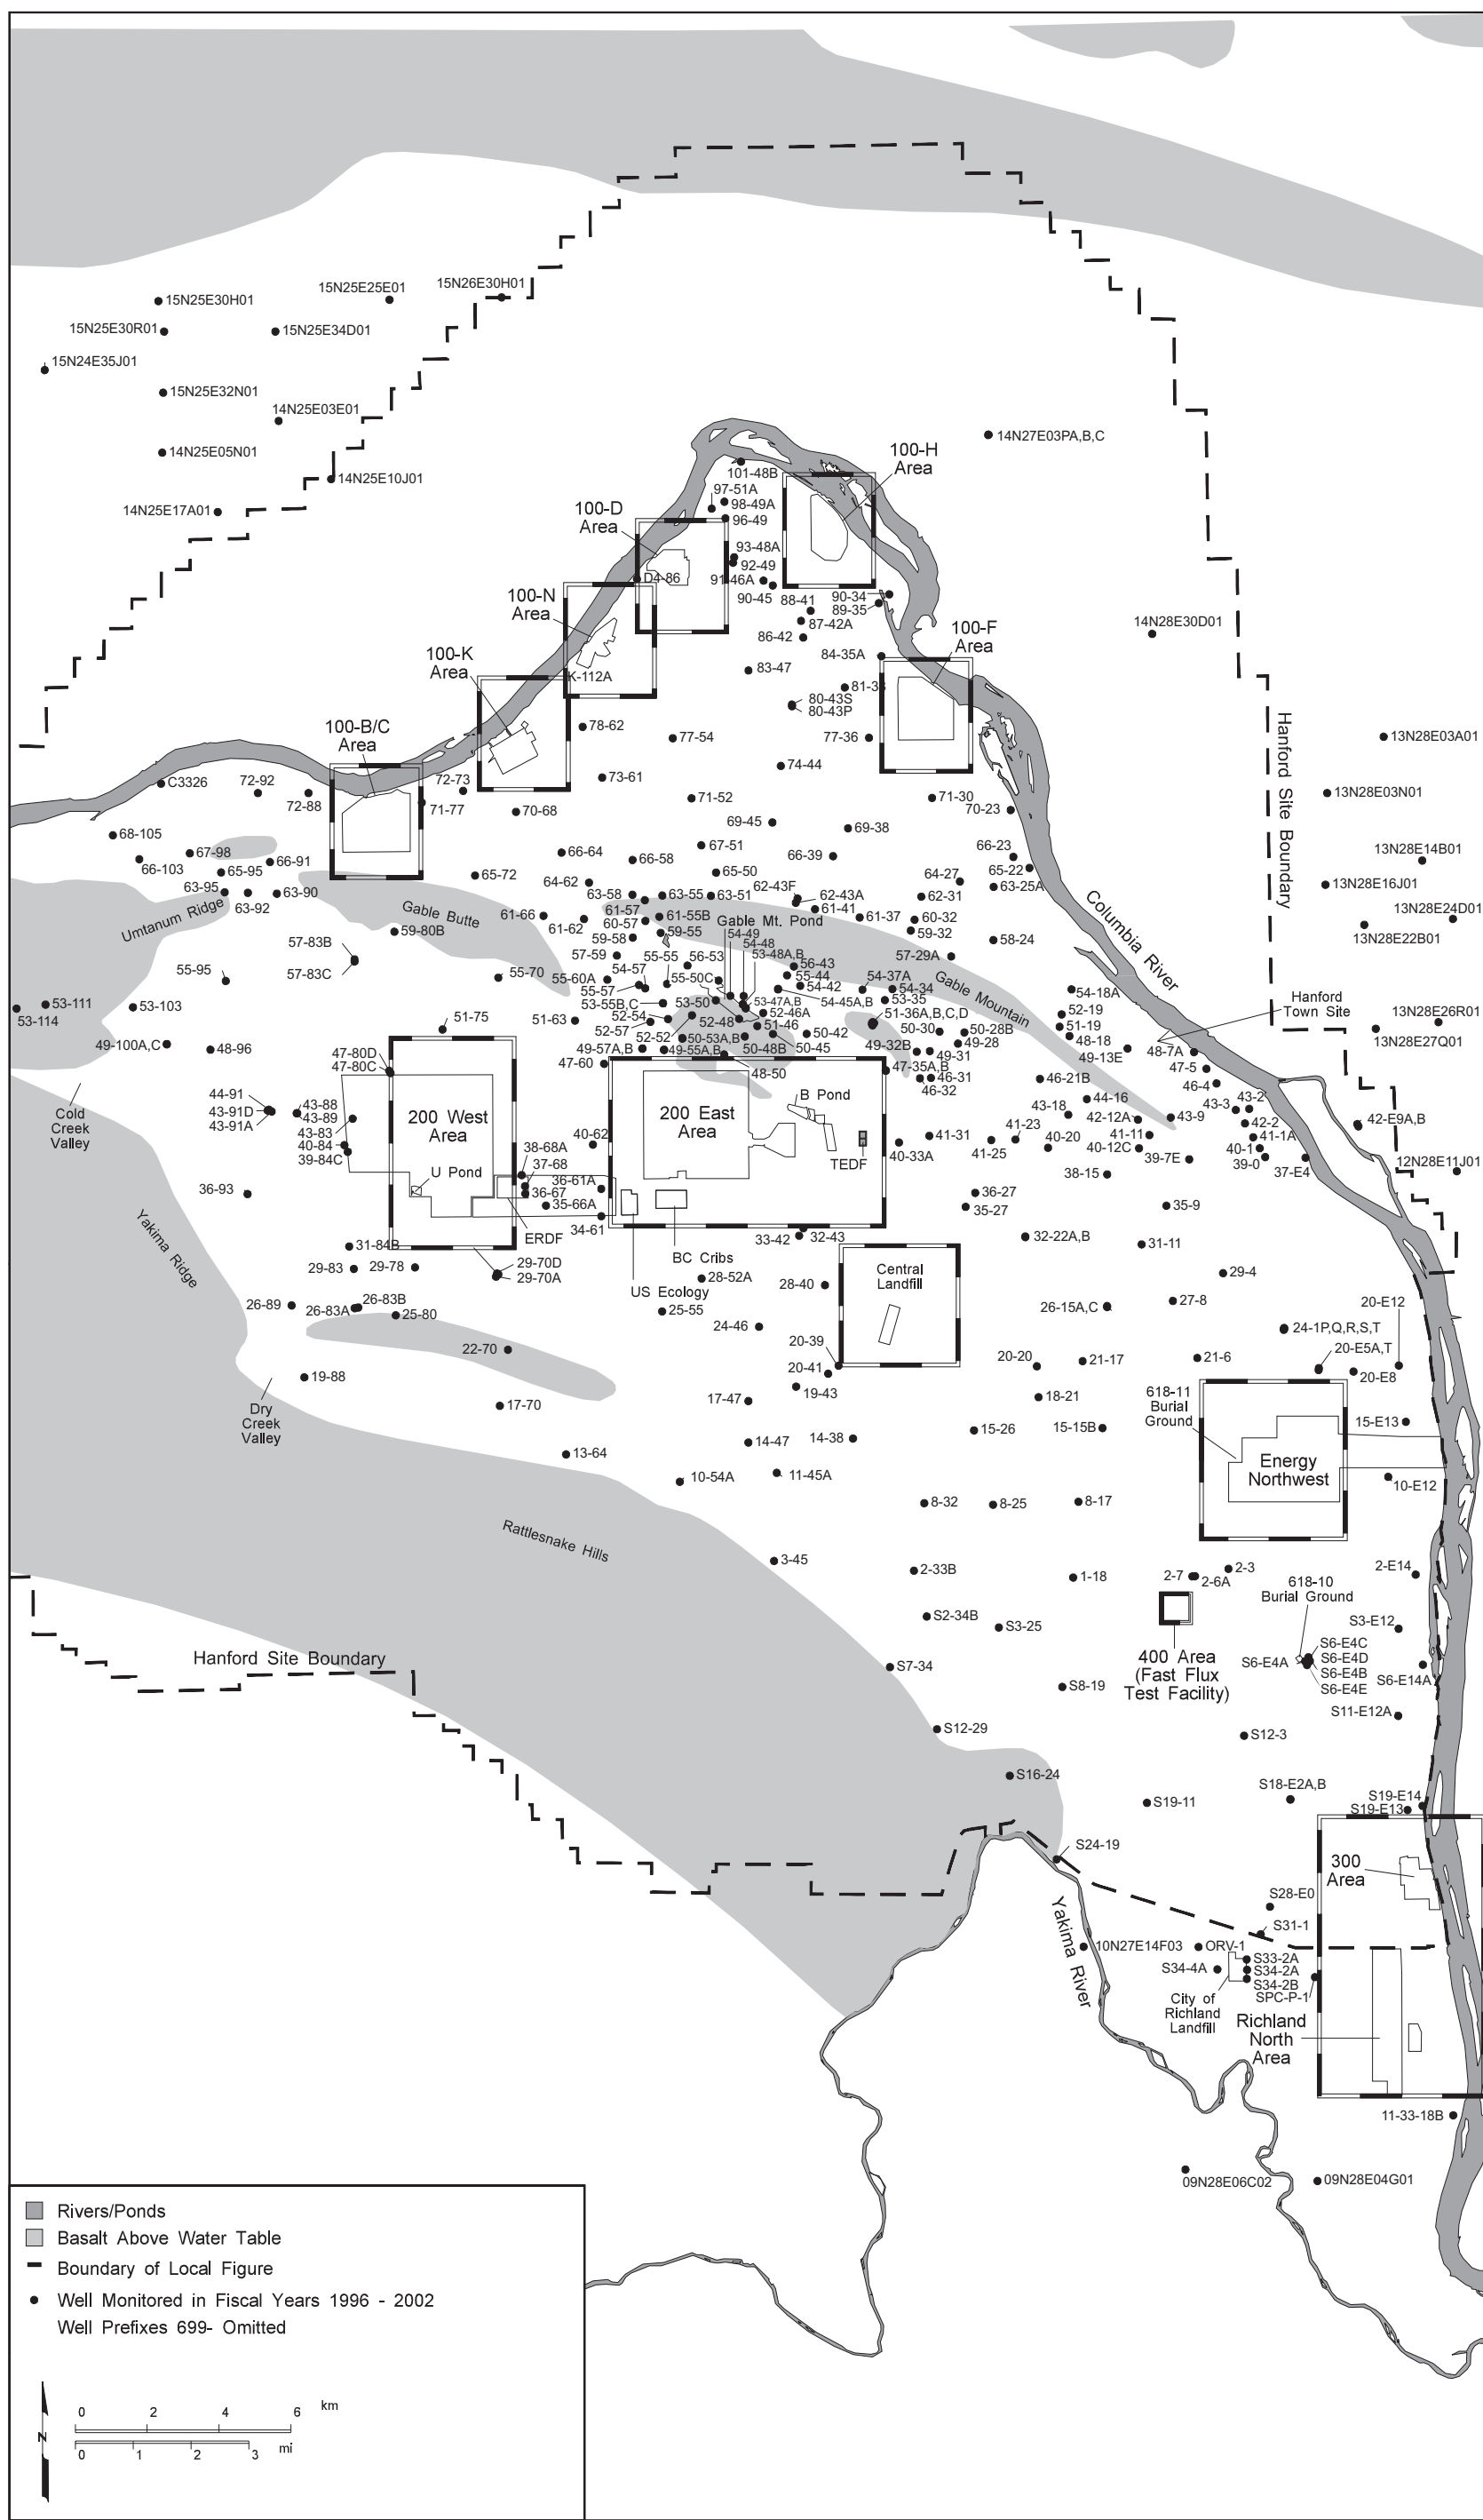 15N25E30H01
15N25E25E01
15N26E30H01
15N25E30R01
15N25E34D01
15N24E35J01
15N25E32N01
14N25E03E01
14N27E03PA,B,C
14N25E05N01
14N25E10J01
14N25E17A01
100-H
Area
101-48B
97-51A
98-49A
96-49
100-D
Area
93-48A
92-49
D4-86
91-46A
90-45
88-41
90-34
89-35
87-42A
86-42
100-N
Area
84-35A
100-F
Area
14N28E30D01
K-112A
83-47
81-38
80-43S
80-43P
100-K
Area
78-62
77-54
77-36
Hanford Site Boundary
13N28E03A01
100-B/C
Area
74-44
73-61
C3326
72-92
72-88
72-73
71-77
70-68
71-52
71-30
70-23
13N28E03N01
68-105
69-45
69-38
67-98
66-103
65-95
66-91
66-64
66-58
67-51
66-39
66-23
65-22
13N28E14B01
63-95
63-92
63-90
65-72
64-62
65-50
64-27
63-25A
13N28E16J01
63-58
63-55
63-51
62-43F
62-43A
62-31
Columbia River
13N28E24D01
Umtanum Ridge
Gable Butte
61-66
61-62
61-57
60-57
61-55B
Gable Mt. Pond
61-41
61-37
60-32
59-32
13N28E22B01
59-80B
59-58
59-55
54-49
54-48
53-48A,B
58-24
57-83B
57-83C
57-59
56-53
56-43
57-29A
55-95
55-70
55-60A
54-57
55-55
55-50C
55-44
54-42
54-37A
54-34
Gable Mountain
54-18A
55-57
53-111
53-114
53-103
53-55B,C
53-50
53-47A,B
54-45A,B
53-35
52-19
Hanford
Town Site
13N28E26R01
51-75
51-63
52-54
52-57
52-48
52-46A
51-46
51-36A,B,C,D
50-30
50-28B
51-19
48-18
13N28E27Q01
49-100A,C
48-96
52-52
50-53A,B
50-42
49-57A,B
49-55A,B
50-48B
50-45
49-32B
49-31
49-28
49-13E
48-7A
47-80D
47-80C
47-60
48-50
47-35A,B
47-5
46-31
46-32
46-21B
46-4
44-91
43-91D
43-91A
43-88
43-89
43-83
40-84
39-84C
200 West
Area
200 East
Area
B Pond
44-16
43-18
42-12A
43-9
43-3
43-2
42-2
42-E9A,B
Cold
Creek
Valley
40-62
TEDF
40-33A
41-31
41-25
41-23
40-20
41-11
40-12C
41-1A
40-1
39-0
37-E4
12N28E11J01
38-68A
37-68
36-61A
U Pond
36-67
35-66A
39-7E
38-15
36-93
36-27
35-27
35-9
34-61
ERDF
BC Cribs
33-42
32-43
32-22A,B
31-11
Yakima Ridge
31-84B
29-83
29-78
29-70D
29-70A
US Ecology
28-52A
28-40
Central
Landfill
29-4
26-89
26-83A
26-83B
25-80
25-55
26-15A,C
27-8
20-E12
24-46
24-1P,Q,R,S,T
22-70
20-39
20-41
20-20
21-17
21-6
20-E5A,T
20-E8
19-88
17-70
17-47
19-43
18-21
618-11
Burial
Ground
Dry
Creek
Valley
13-64
14-47
14-38
15-26
15-15B
15-E13
10-54A
11-45A
Energy
Northwest
10-E12
8-32
8-25
8-17
Rattlesnake Hills
3-45
2-33B
1-18
2-7
2-6A
2-3
618-10
Burial Ground
2-E14
S2-34B
S3-25
S3-E12
Hanford Site Boundary
400 Area
(Fast Flux
Test Facility)
S6-E4A
S6-E4C
S6-E4D
S6-E4B
S6-E4E
S6-E14A
S7-34
S8-19
S11-E12A
S12-29
S12-3
S16-24
S19-11
S18-E2A,B
S19-E14
S19-E13
S24-19
300
Area
S28-E0
Yakima River
S31-1
10N27E14F03
ORV-1
S33-2A
S34-4A
S34-2A
S34-2B
SPC-P-1
City of
Richland
Landfill
Richland
North
Area
11-33-18B
09N28E06C02
09N28E04G01
Rivers/Ponds
Basalt Above Water Table
Boundary of Local Figure
Well Monitored in Fiscal Years 1996 - 2002
Well Prefixes 699- Omitted
N
0 2 4 6 km
0 1 2 3 mi